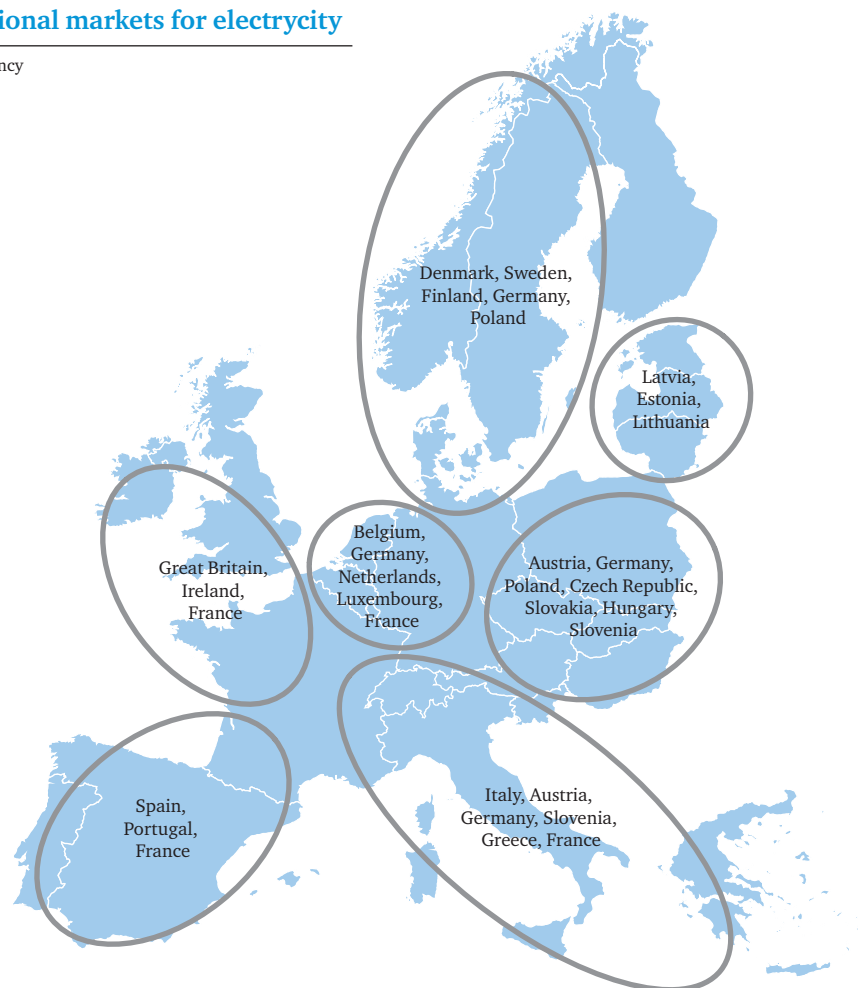 ional markets for electrycity
ncy
Denmark, Sweden,
Finland, Germany,
Poland
Latvia,
Estonia,
Lithuania
Great Britain,
Ireland,
France
Belgium,
Germany,
Netherlands,
Luxembourg,
France
Austria, Germany,
Poland, Czech Republic,
Slovakia, Hungary,
Slovenia
Spain,
Portugal,
France
Italy, Austria,
Germany, Slovenia,
Greece, France